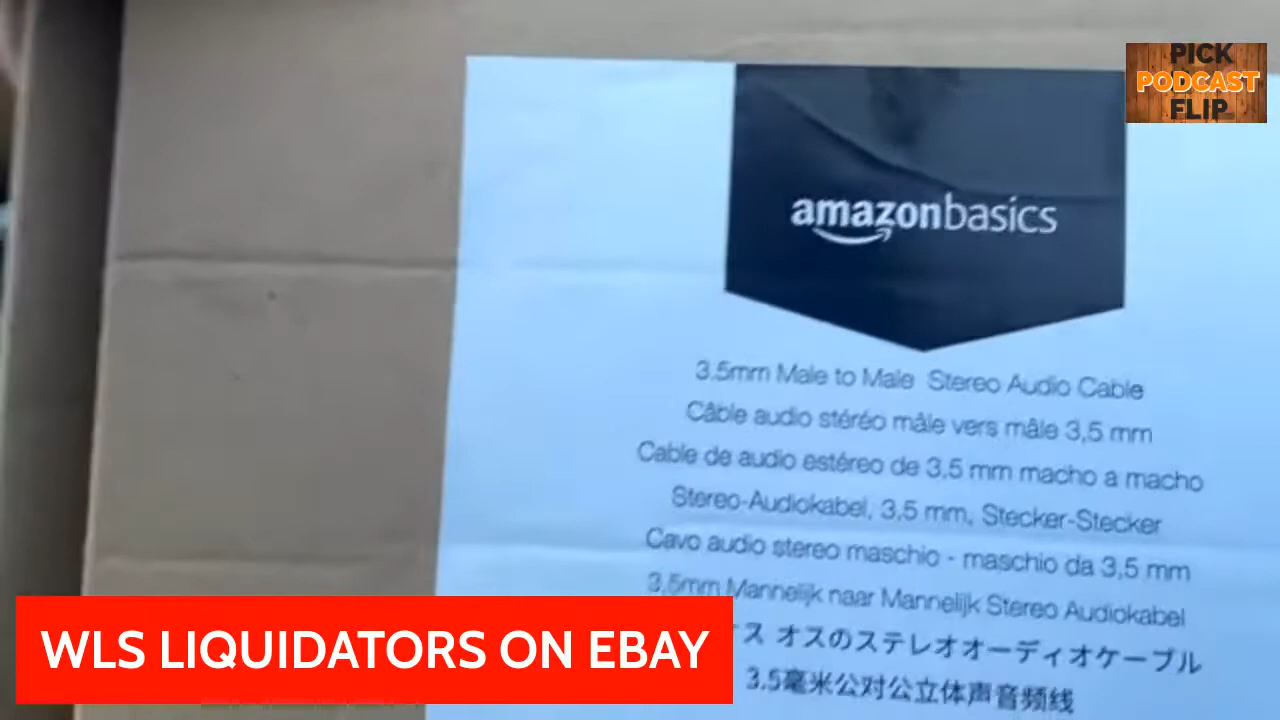 PICK
PODCAST
FLIP
amazonbasics
3.5mm Male to Male Stereo Audio Cable
Câble audio stéréo mâle vers mâle 3,5 mm
Cable de audio estéreo de 3,5 mm macho a macho
Stereo-Audiokabel, 3,5 mm, Stecker-Stecker
Cavo audio stereo maschio - maschio da 3,5 mm
3,5mm Mannelijk naar Mannelijk Stereo Audiokabel
ス オスのステレオオーディオケーブル
3.5毫米公对公立体声音频线
WLS LIQUIDATORS ON EBAY